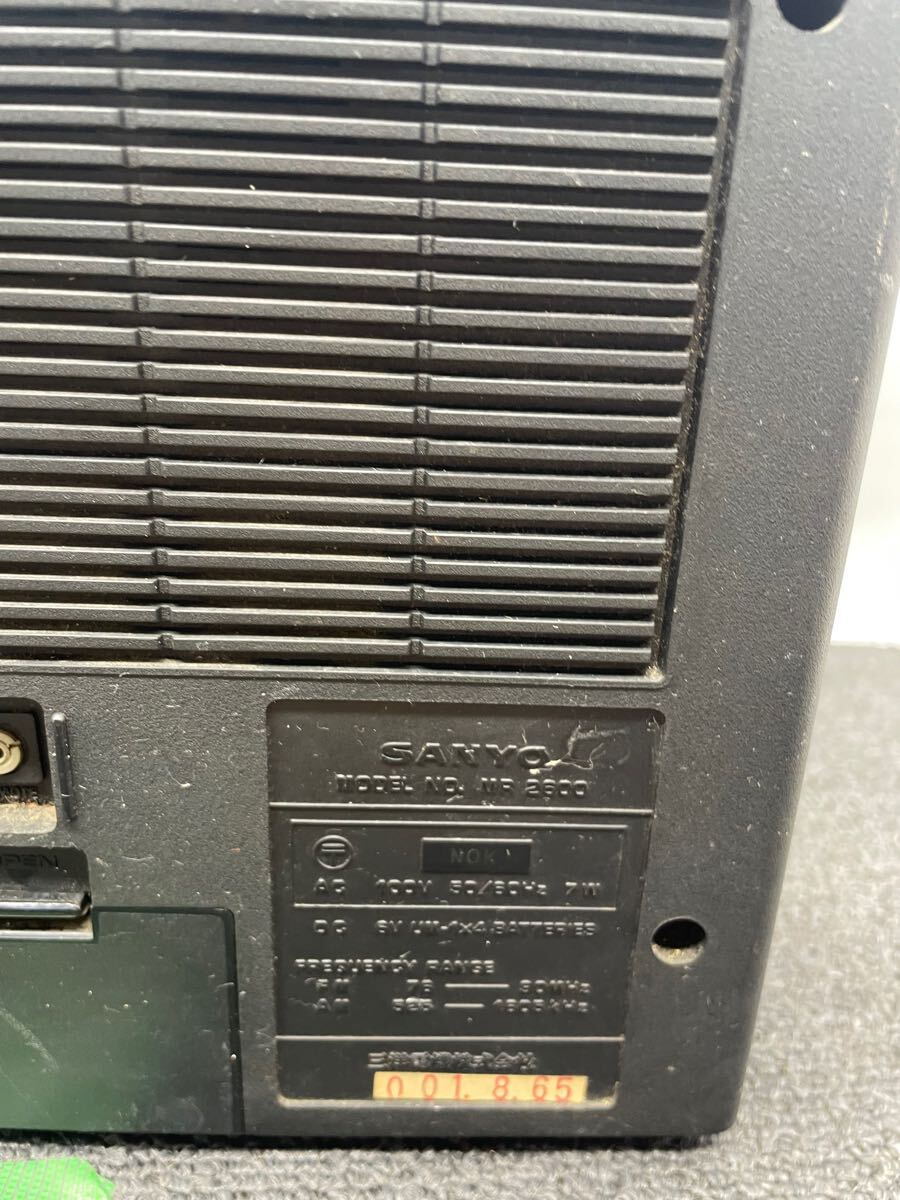 OPEN
SANYO
MODEL NO. MR 2600
NOK
AC 100V 50/60Hz 7W
DC 6V UM-1×4 BATTERIES
FREQUENCY RANGE
FM 76 — 90MHz
AM 525 — 1605kHz
三洋電機株式会社
001.8.65